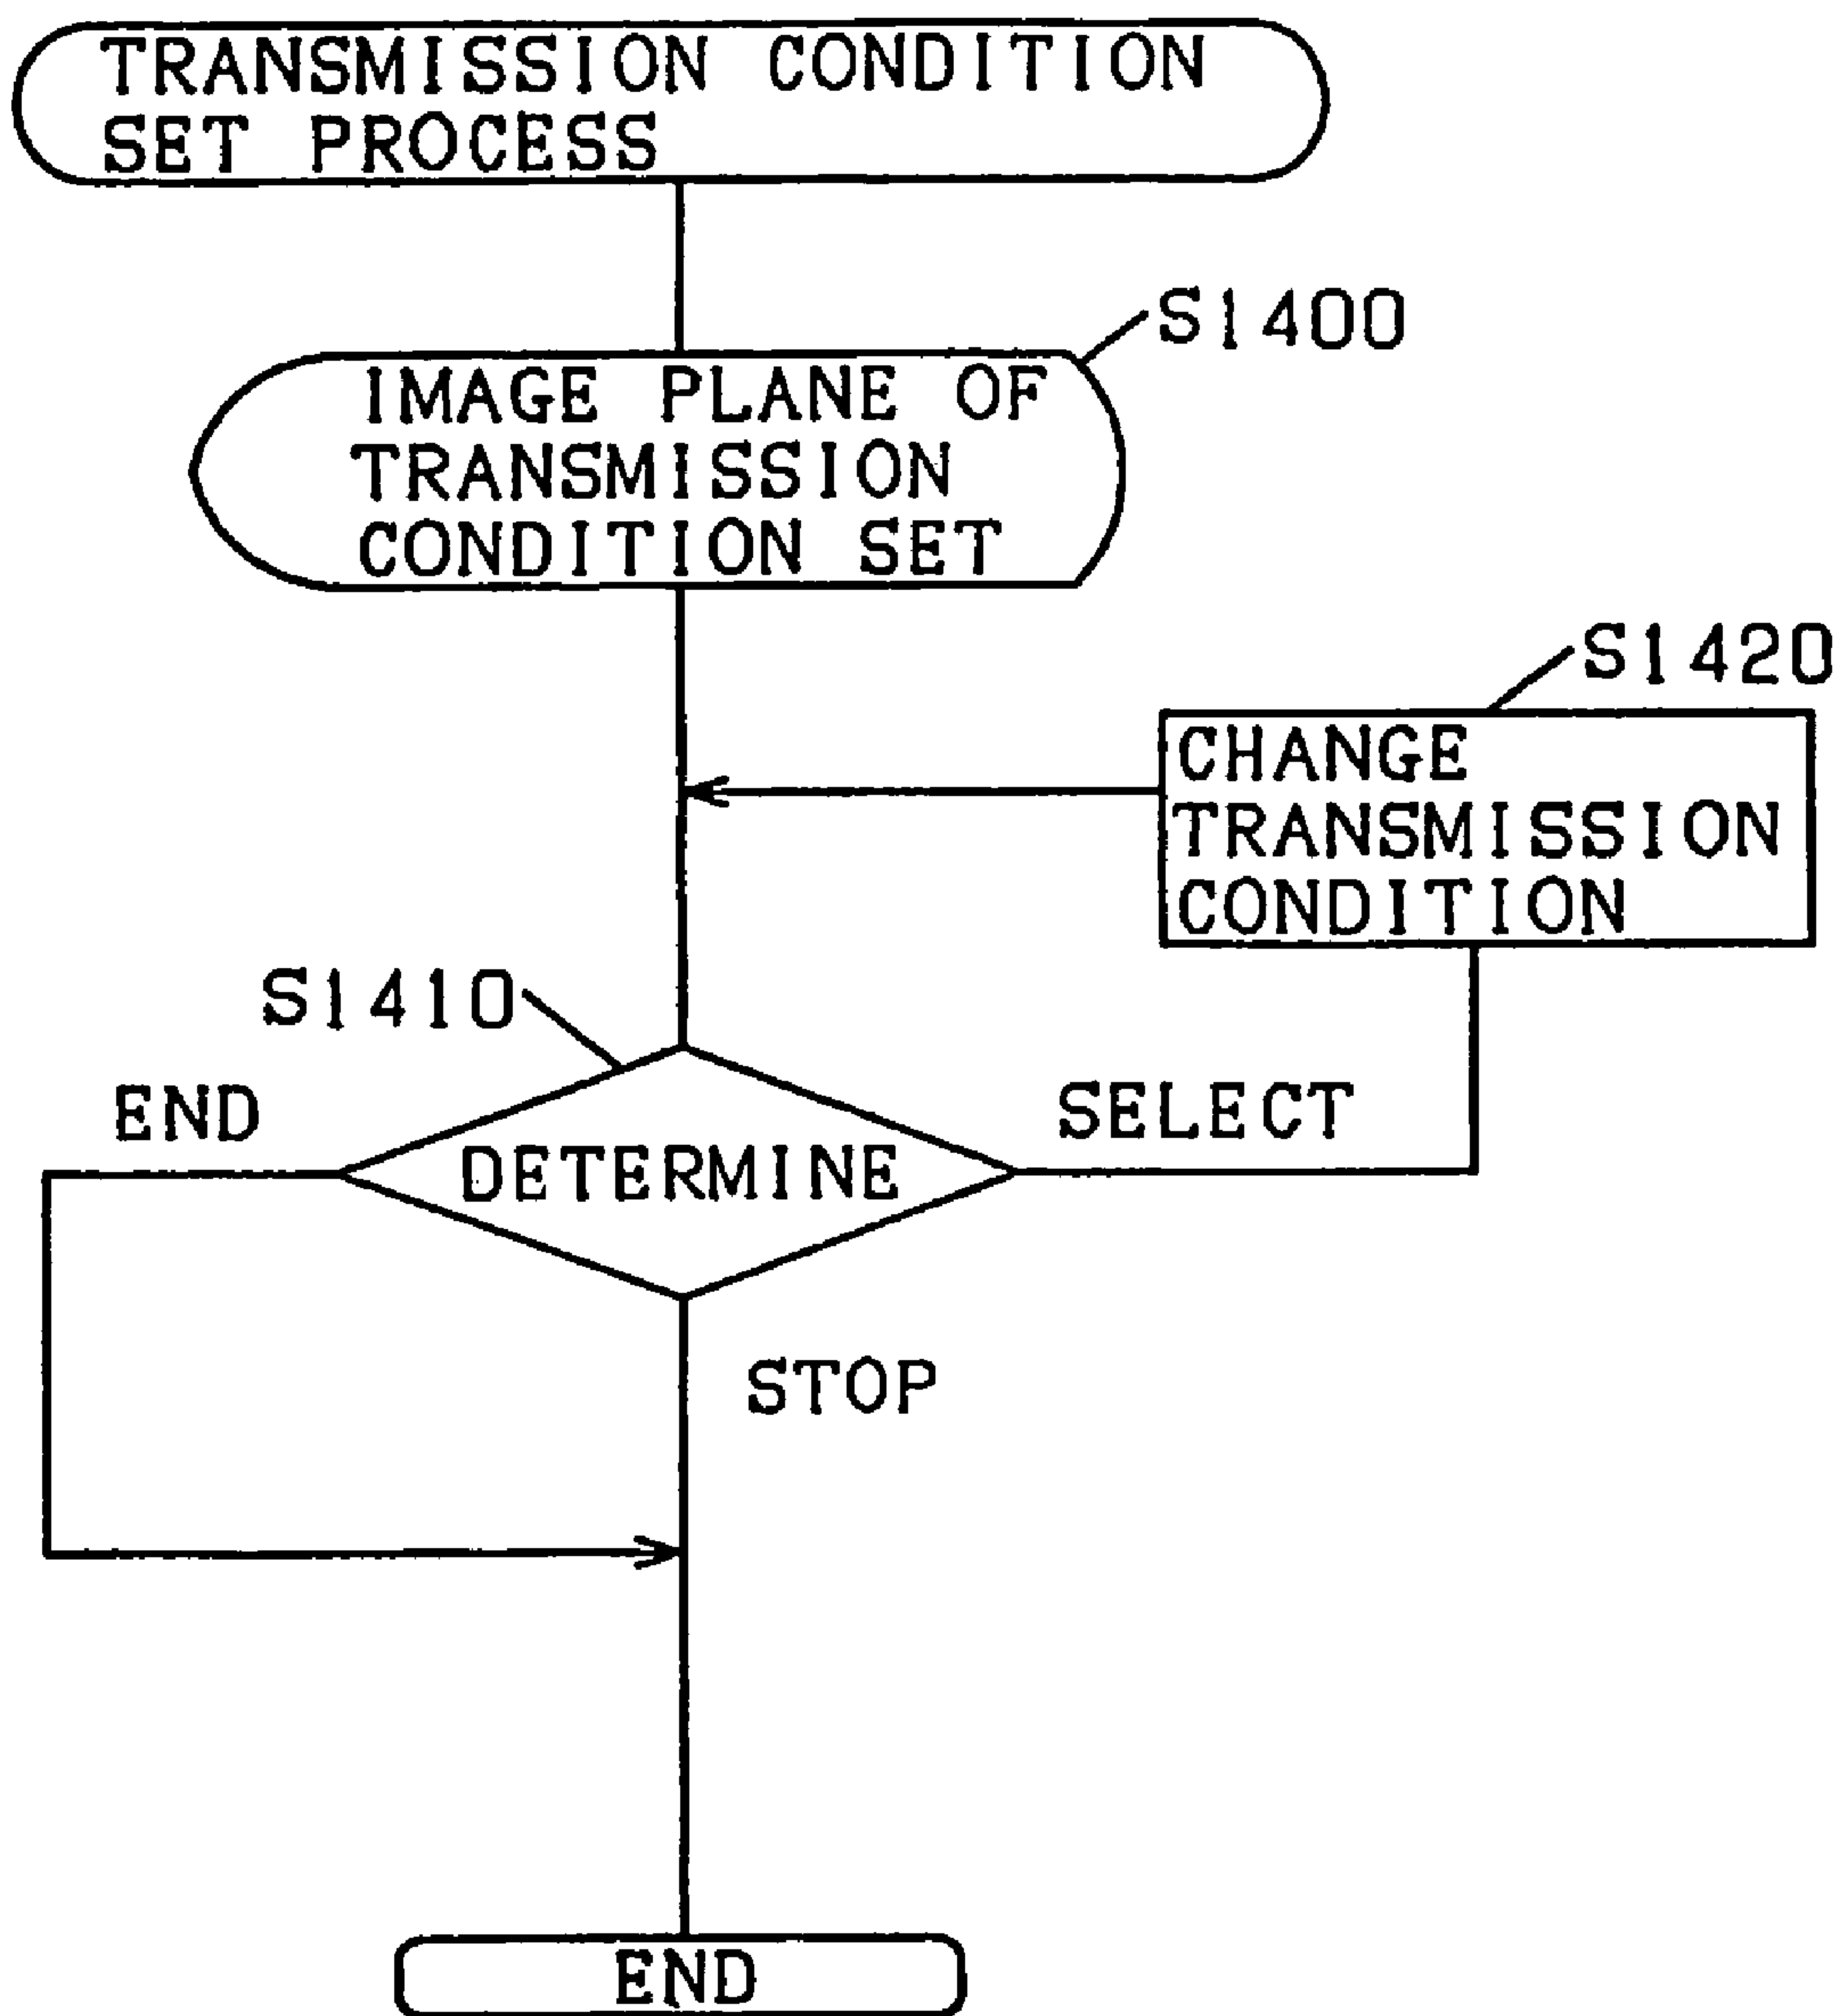 TRANSMISSION CONDITION
SET PROCESS
S1400
IMAGE PLANE OF
TRANSMISSION
CONDITION SET
S1420
CHANGE
TRANSMISSION
CONDITION
S1410
END
SELECT
DETERMINE
STOP
END